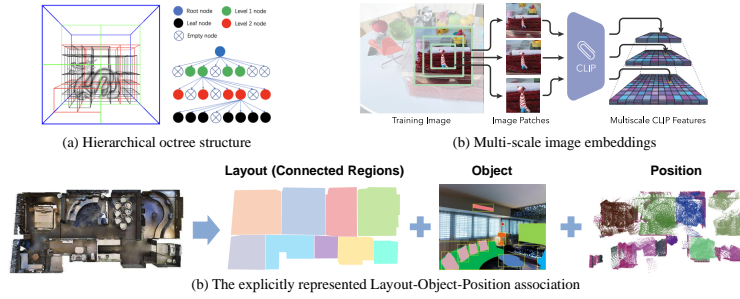 Root node
Level 1 node
Leaf node
Level 2 node
Empty node
(a) Hierarchical octree structure
CLIP
Training Image
Image Patches
Multiscale CLIP Features
(b) Multi-scale image embeddings
Layout (Connected Regions)
Object
Position
(b) The explicitly represented Layout-Object-Position association